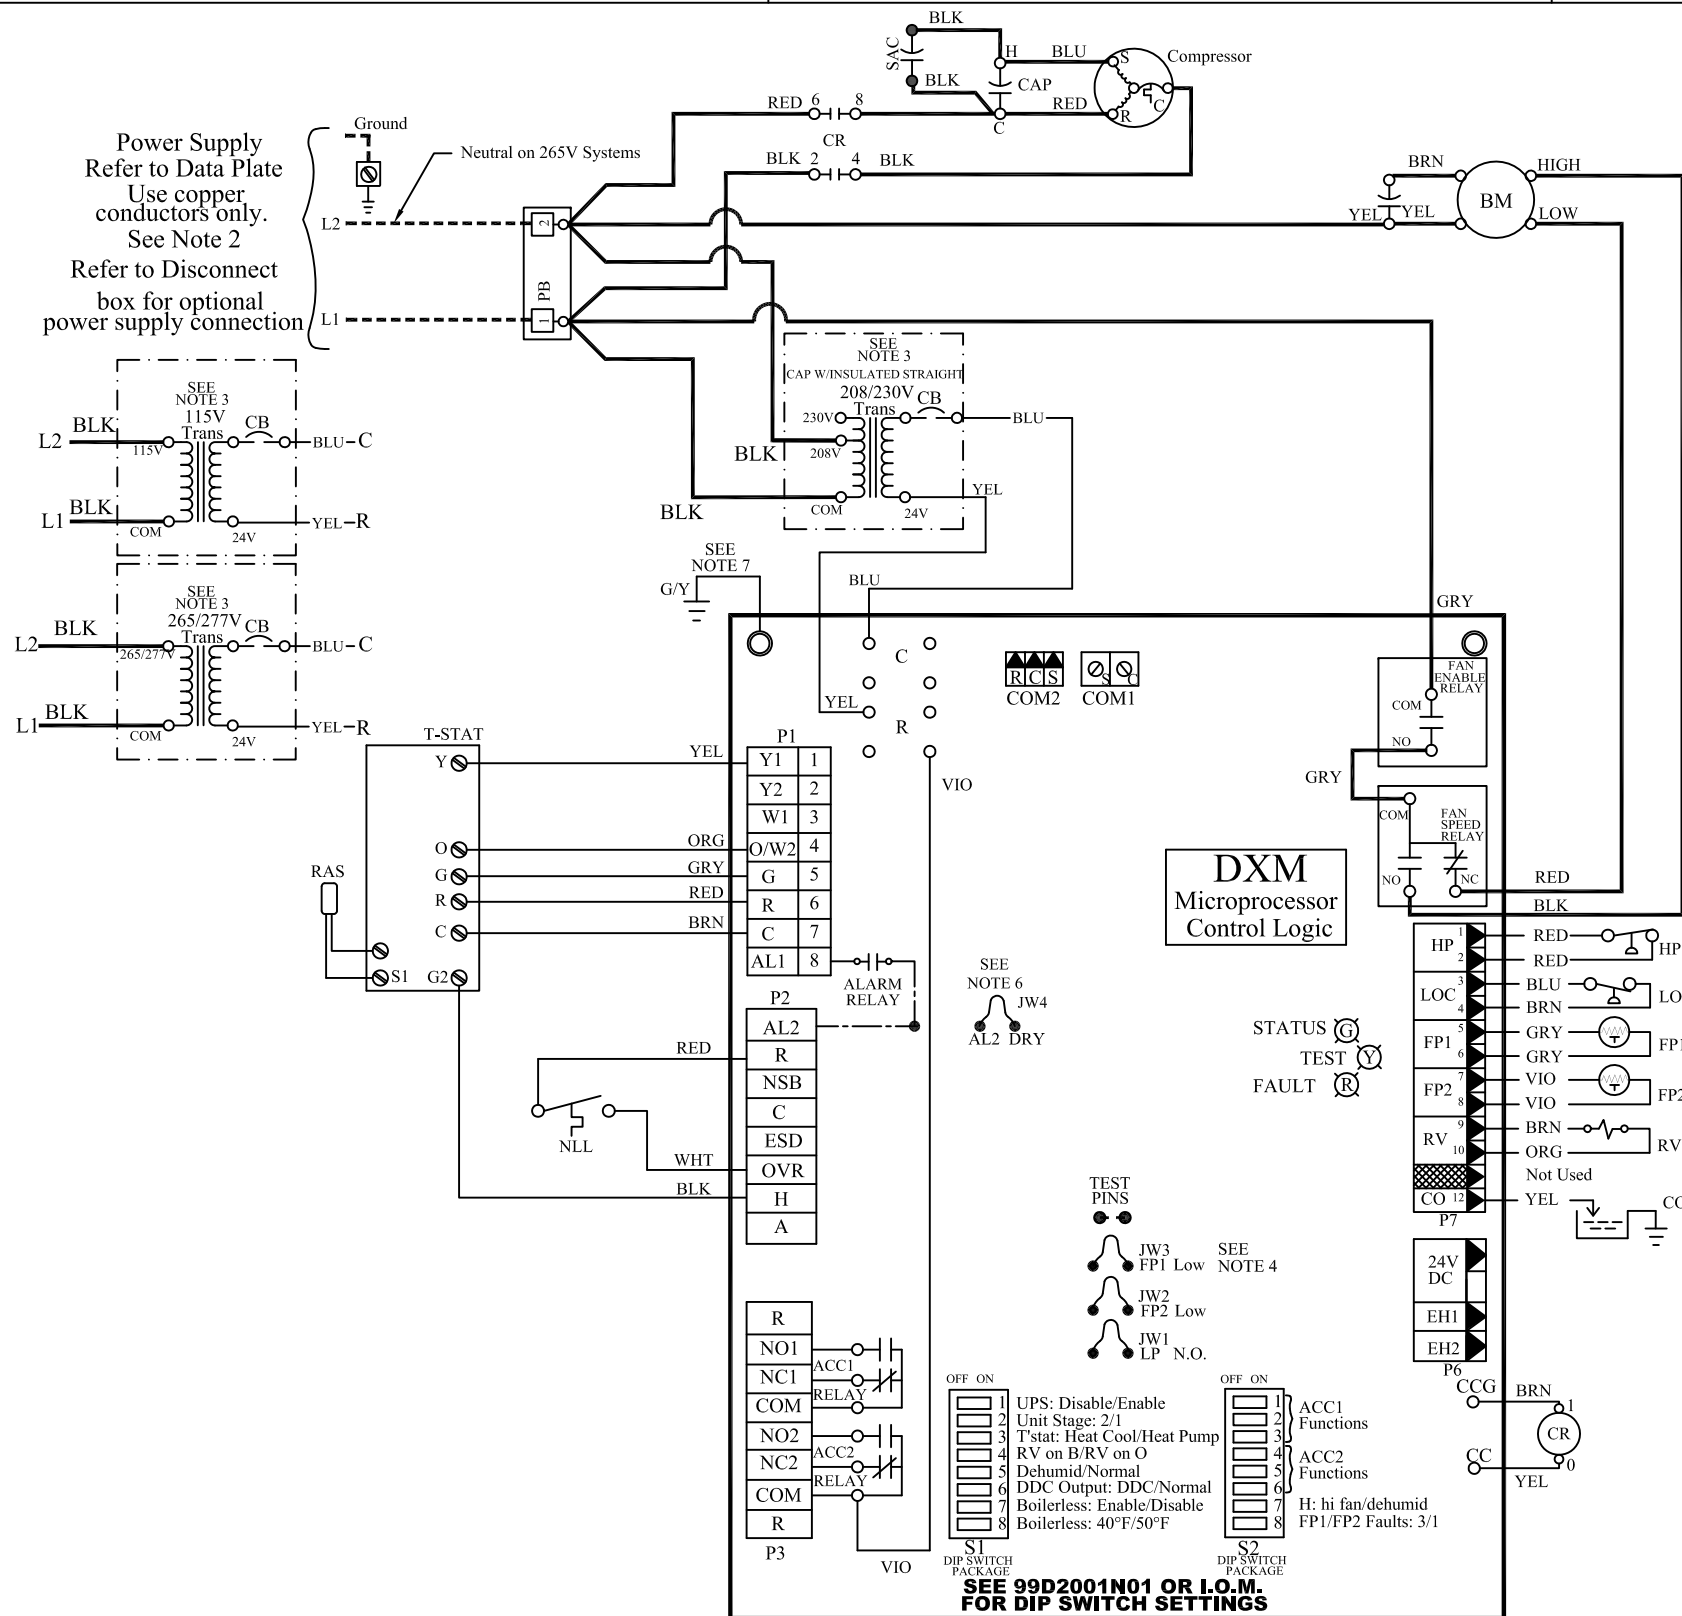 BLK
SAC
H
BLU
S
Compressor
BLK
CAP
C
RED 6 8
RED
R
C
CR
BLK 2 4 BLK
Ground
Neutral on 265V Systems
Power Supply
Refer to Data Plate
Use copper
conductors only.
See Note 2
Refer to Disconnect
box for optional
power supply connection
L2
L1
2
PB
1
BRN
HIGH
BM
YEL
YEL
LOW
SEE
NOTE 3
CAP W/INSULATED STRAIGHT
208/230V
Trans
CB
230V
BLU
BLK
208V
YEL
BLK
COM
24V
SEE
NOTE 3
115V
Trans
CB
L2
BLK
115V
BLU
C
L1
BLK
COM
24V
YEL
R
SEE
NOTE 3
265/277V
Trans
CB
L2
BLK
265/277V
BLU
C
L1
BLK
COM
24V
YEL
R
SEE
NOTE 7
G/Y
BLU
GRY
C
YEL
R
VIO
R C S
COM2
S C
COM1
FAN
ENABLE
RELAY
COM
NO
GRY
COM
FAN
SPEED
RELAY
NO
NC
RED
BLK
T-STAT
Y
O
G
R
C
S1
G2
RAS
YEL
ORG
GRY
RED
BRN
P1
Y1 1
Y2 2
W1 3
O/W2 4
G 5
R 6
C 7
AL1 8
ALARM
RELAY
DXM
Microprocessor
Control Logic
SEE
NOTE 6
JW4
AL2 DRY
P2
AL2
R
NSB
C
ESD
OVR
H
A
RED
NLL
WHT
BLK
STATUS G
TEST Y
FAULT R
HP 1
2
LOC 3
4
FP1 5
6
FP2 7
8
RV 9
10
CO 12
P7
RED
RED
HP
BLU
BRN
LO
GRY
GRY
FP1
VIO
VIO
FP2
BRN
ORG
RV
Not Used
YEL
CO
TEST
PINS
JW3
FP1 Low
SEE
NOTE 4
JW2
FP2 Low
JW1
LP N.O.
24V
DC
EH1
EH2
P6
CCG
BRN
1
CR
0
CC
YEL
R
NO1
NC1
COM
NO2
NC2
COM
R
P3
ACC1
RELAY
ACC2
RELAY
VIO
OFF ON
1 UPS: Disable/Enable
2 Unit Stage: 2/1
3 T'stat: Heat Cool/Heat Pump
4 RV on B/RV on O
5 Dehumid/Normal
6 DDC Output: DDC/Normal
7 Boilerless: Enable/Disable
8 Boilerless: 40°F/50°F
S1
DIP SWITCH
PACKAGE
OFF ON
1
2
3
ACC1
Functions
4
5
6
ACC2
Functions
7 H: hi fan/dehumid
8 FP1/FP2 Faults: 3/1
S2
DIP SWITCH
PACKAGE
SEE 99D2001N01 OR I.O.M.
FOR DIP SWITCH SETTINGS